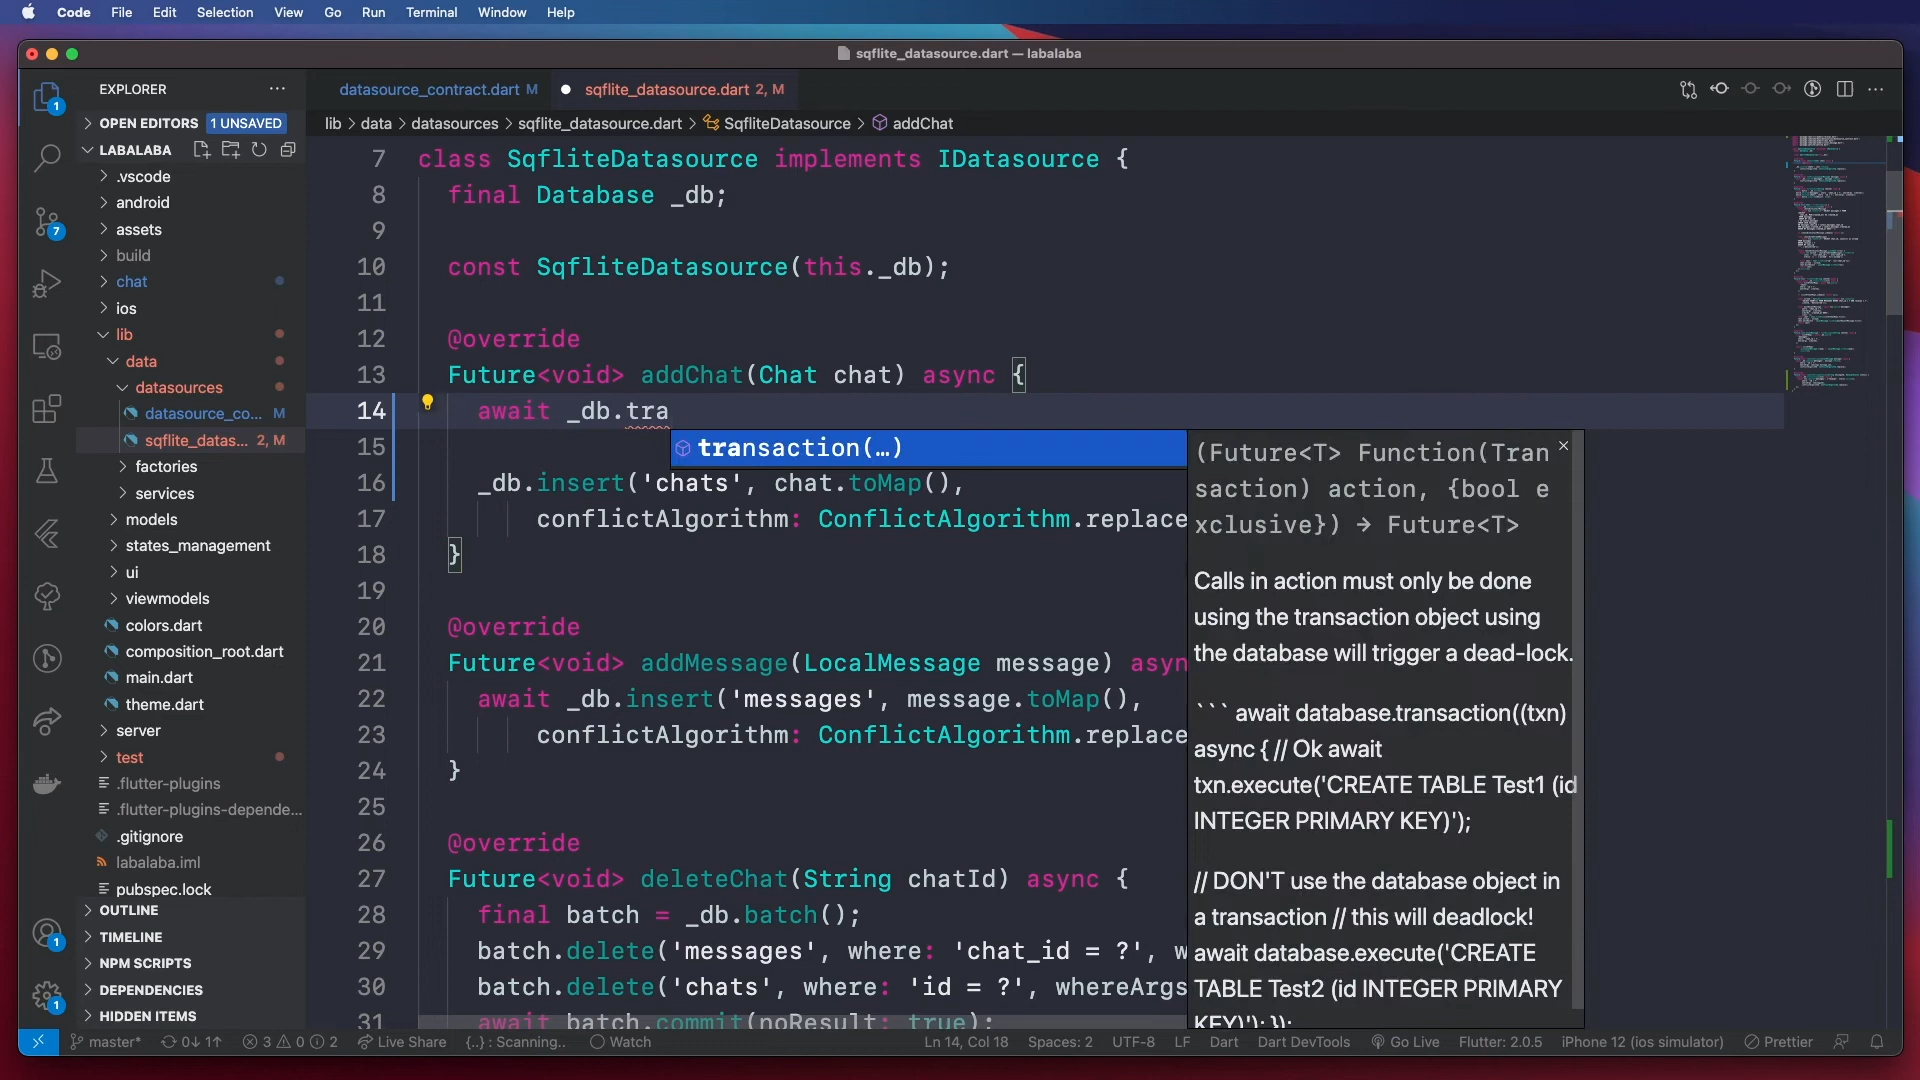 Code File Edit Selection View Go Run Terminal Window Help
sqflite_datasource.dart — labalaba
EXPLORER
datasource_contract.dart M
sqflite_datasource.dart 2, M
OPEN EDITORS 1 UNSAVED
lib > data > datasources > sqflite_datasource.dart > SqfliteDatasource > addChat
LABALABA
.vscode
android
assets
build
chat
ios
lib
data
datasources
datasource_co... M
sqflite_datas... 2, M
factories
services
models
states_management
ui
viewmodels
colors.dart
composition_root.dart
main.dart
theme.dart
server
test
.flutter-plugins
.flutter-plugins-depende...
.gitignore
labalaba.iml
pubspec.lock
OUTLINE
TIMELINE
NPM SCRIPTS
DEPENDENCIES
HIDDEN ITEMS
1
7
1
1
7 class SqfliteDatasource implements IDatasource {
8 final Database _db;
9
10 const SqfliteDatasource(this._db);
11
12 @override
13 Future<void> addChat(Chat chat) async {
14 await _db.tra
15
16 _db.insert('chats', chat.toMap(),
17 conflictAlgorithm: ConflictAlgorithm.replace
18 }
19
20 @override
21 Future<void> addMessage(LocalMessage message) asyn
22 await _db.insert('messages', message.toMap(),
23 conflictAlgorithm: ConflictAlgorithm.replace
24 }
25
26 @override
27 Future<void> deleteChat(String chatId) async {
28 final batch = _db.batch();
29 batch.delete('messages', where: 'chat_id = ?', w
30 batch.delete('chats', where: 'id = ?', whereArgs
31 await batch.commit(noResult: true);
transaction(…)
(Future<T> Function(Tran
saction) action, {bool e
xclusive}) → Future<T>
Calls in action must only be done
using the transaction object using
the database will trigger a dead-lock.
``` await database.transaction((txn)
async { // Ok await
txn.execute('CREATE TABLE Test1 (id
INTEGER PRIMARY KEY)');
// DON'T use the database object in
a transaction // this will deadlock!
await database.execute('CREATE
TABLE Test2 (id INTEGER PRIMARY
KEY)'); });
master* 0↓ 1↑ 3 0 2 Live Share {..} : Scanning.. Watch Ln 14, Col 18 Spaces: 2 UTF-8 LF Dart Dart DevTools Go Live Flutter: 2.0.5 iPhone 12 (ios simulator) Prettier